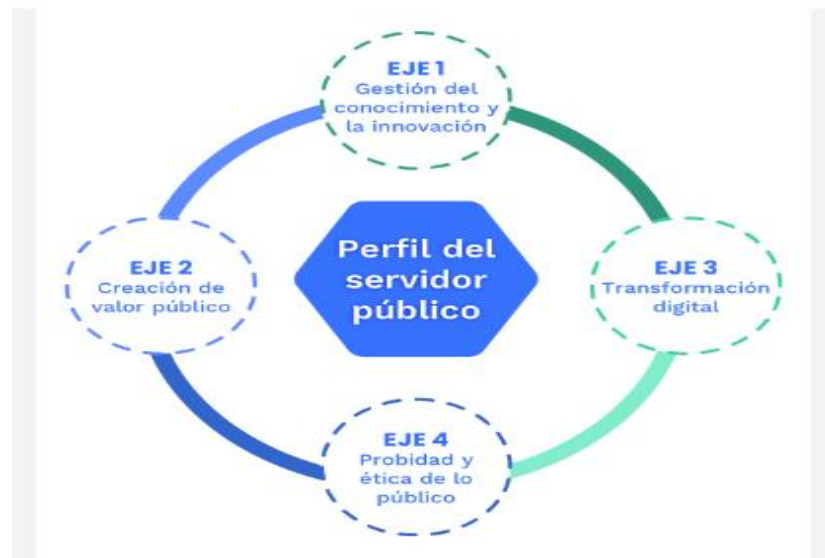 EJE 1
Gestión del
conocimiento y
la innovación
EJE 2
Creación de
valor público
Perfil del
servidor
público
EJE 3
Transformación
digital
EJE 4
Probidad y
ética de lo
público